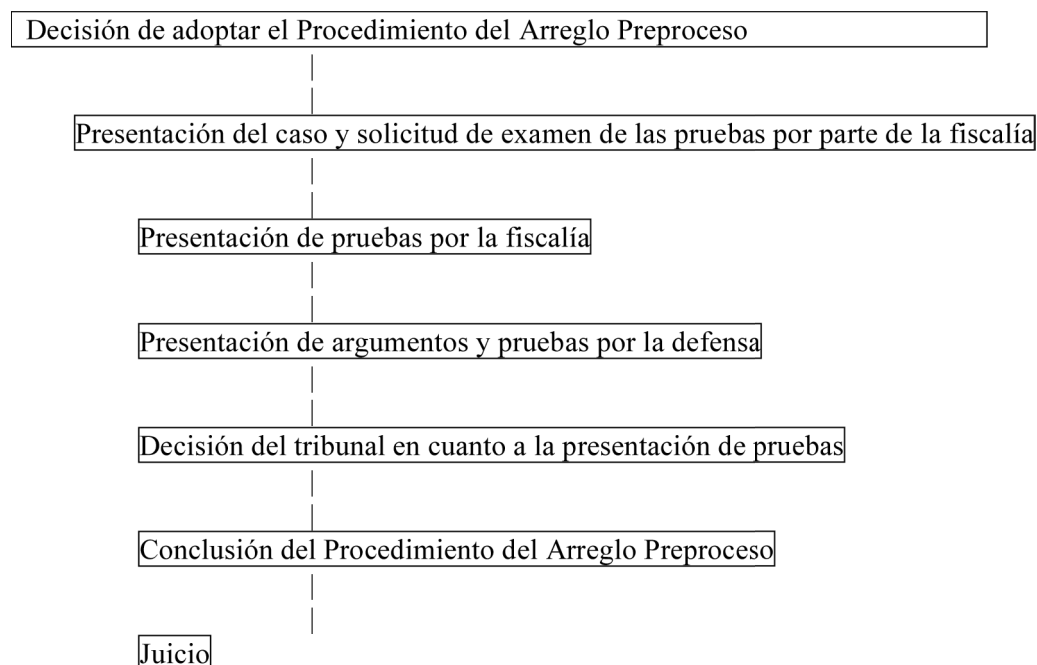 Decisión de adoptar el Procedimiento del Arreglo Preproceso
Presentación del caso y solicitud de examen de las pruebas por parte de la fiscalía
Presentación de pruebas por la fiscalía
Presentación de argumentos y pruebas por la defensa
Decisión del tribunal en cuanto a la presentación de pruebas
Conclusión del Procedimiento del Arreglo Preproceso
Juicio